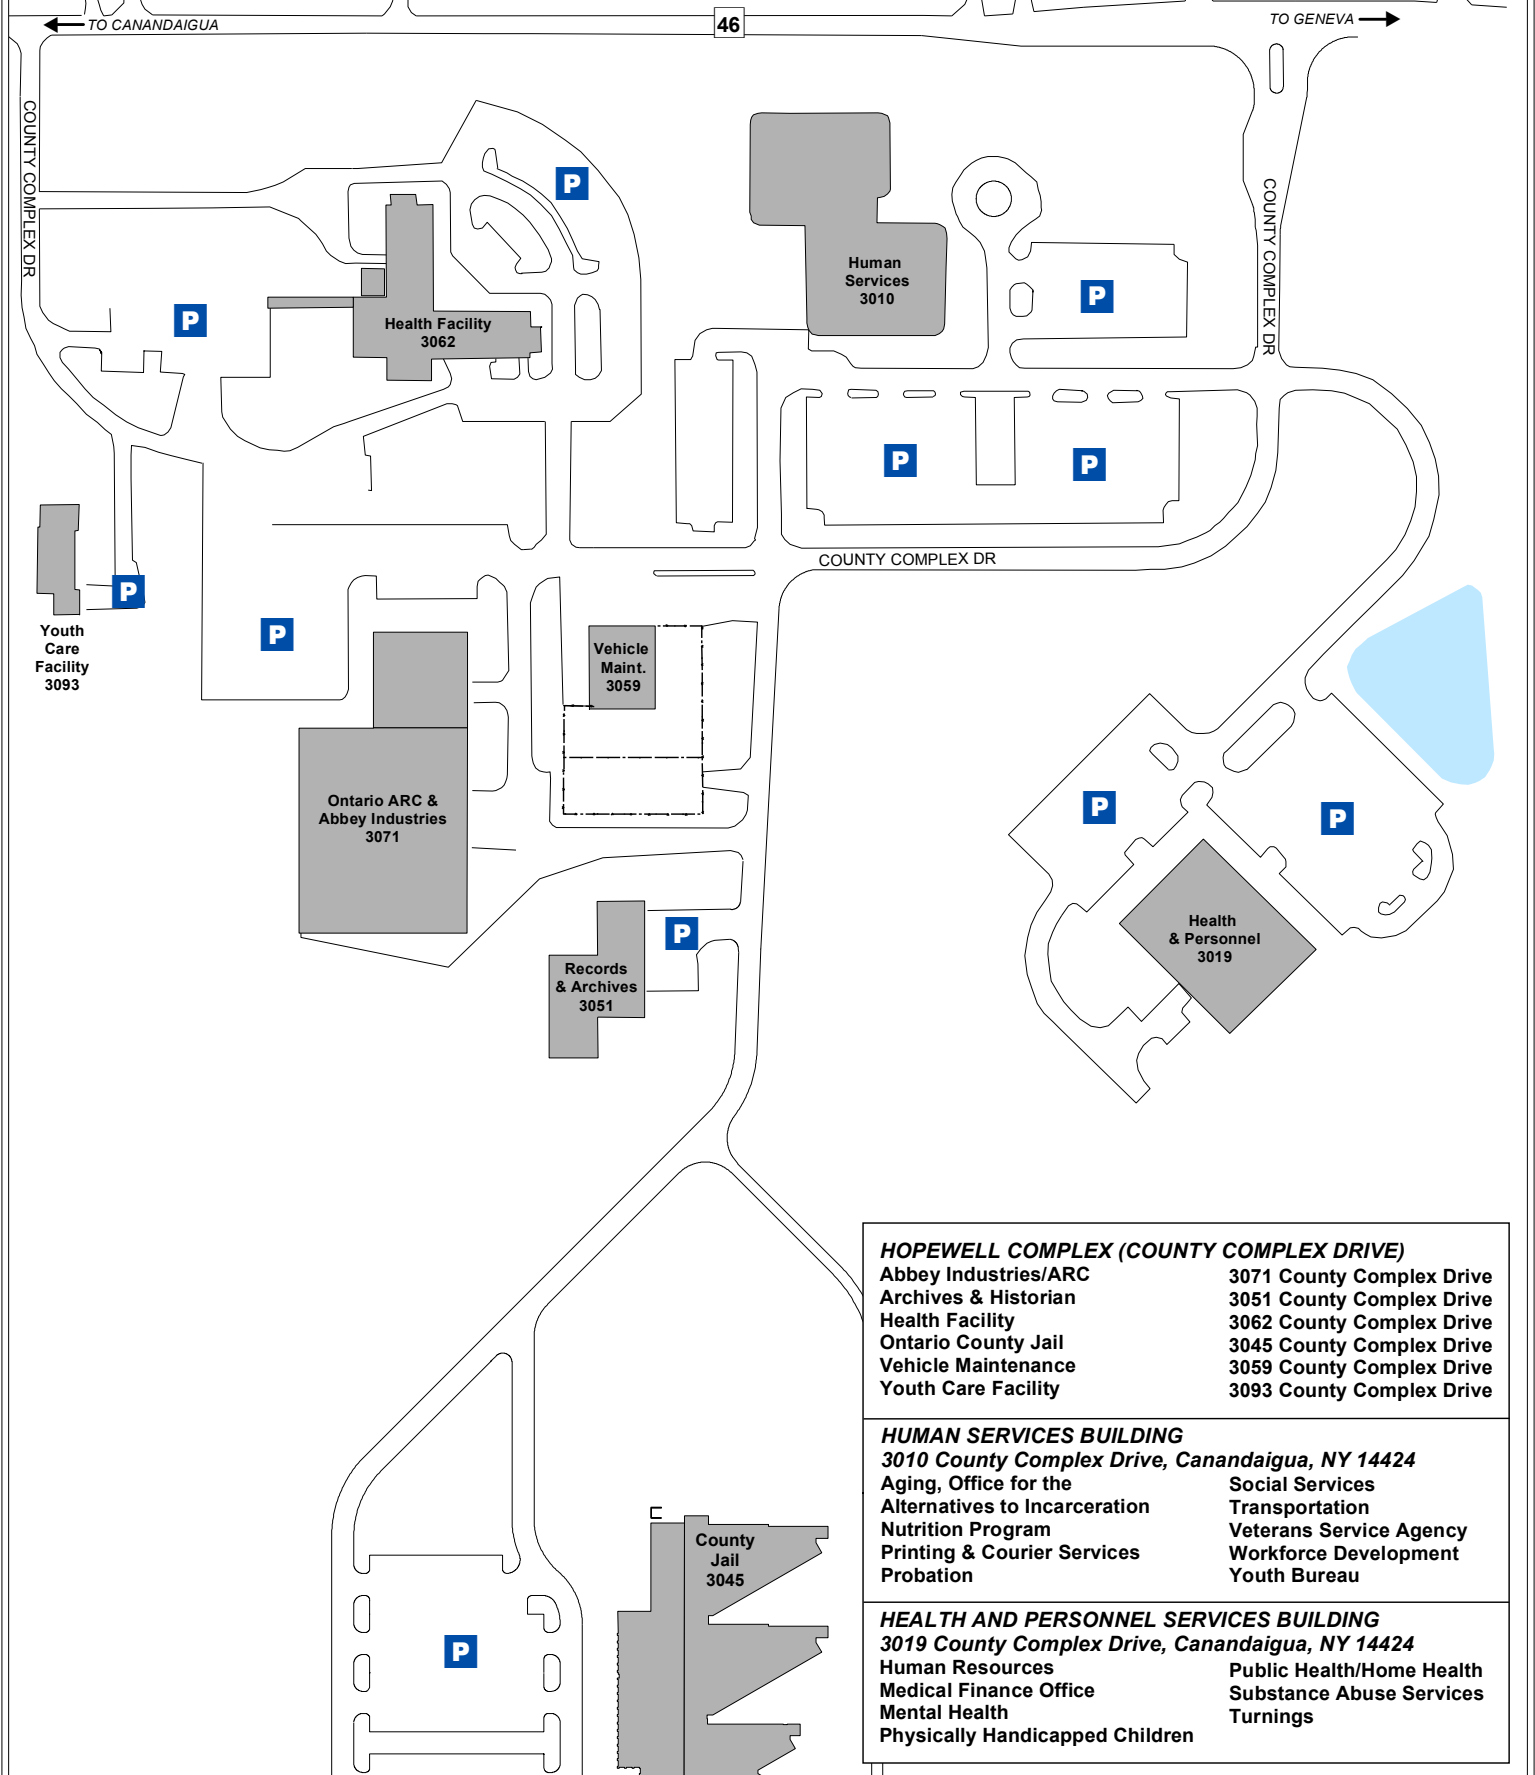 TO CANANDAIGUA
46
TO GENEVA
COUNTY COMPLEX DR
COUNTY COMPLEX DR
P
P
P
Human
Services
3010
Health Facility
3062
P
P
P
COUNTY COMPLEX DR
P
Youth
Care
Facility
3093
P
Vehicle
Maint.
3059
Ontario ARC &
Abbey Industries
3071
P
P
P
Records
& Archives
3051
Health
& Personnel
3019
HOPEWELL COMPLEX (COUNTY COMPLEX DRIVE)
Abbey Industries/ARC 3071 County Complex Drive
Archives & Historian 3051 County Complex Drive
Health Facility 3062 County Complex Drive
Ontario County Jail 3045 County Complex Drive
Vehicle Maintenance 3059 County Complex Drive
Youth Care Facility 3093 County Complex Drive
HUMAN SERVICES BUILDING
3010 County Complex Drive, Canandaigua, NY 14424
Aging, Office for the Social Services
Alternatives to Incarceration Transportation
Nutrition Program Veterans Service Agency
Printing & Courier Services Workforce Development
Probation Youth Bureau
County
Jail
3045
P
HEALTH AND PERSONNEL SERVICES BUILDING
3019 County Complex Drive, Canandaigua, NY 14424
Human Resources Public Health/Home Health
Medical Finance Office Substance Abuse Services
Mental Health Turnings
Physically Handicapped Children